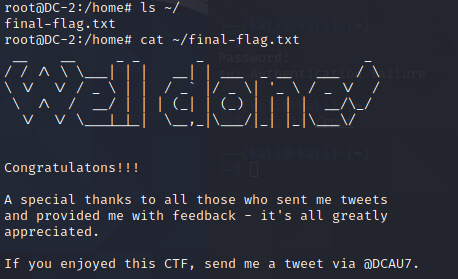 root@DC-2:/home# ls ~/
final-flag.txt
root@DC-2:/home# cat ~/final-flag.txt
Well done!
Congratulatons!!!
A special thanks to all those who sent me tweets
and provided me with feedback - it's all greatly
appreciated.
If you enjoyed this CTF, send me a tweet via @DCAU7.